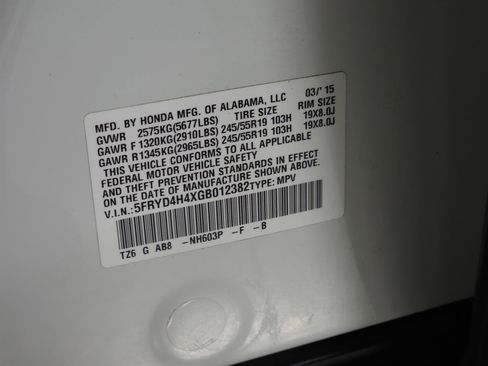 MFD. BY HONDA MFG. OF ALABAMA, LLC 03/'15
GVWR 2575KG(5677LBS) TIRE SIZE RIM SIZE
GAWR F 1320KG(2910LBS) 245/55R19 103H 19X8.0J
GAWR R 1345KG(2965LBS) 245/55R19 103H 19X8.0J
THIS VEHICLE CONFORMS TO ALL APPLICABLE
FEDERAL MOTOR VEHICLE SAFETY
AND THEFT PREVENTION STANDARDS IN EFFECT
ON THE DATE OF MANUFACTURE SHOWN ABOVE.
V.I.N.:5FRYD4H4XGB012382 TYPE: MPV
TZ6 G AB8 -NH603P -F -B